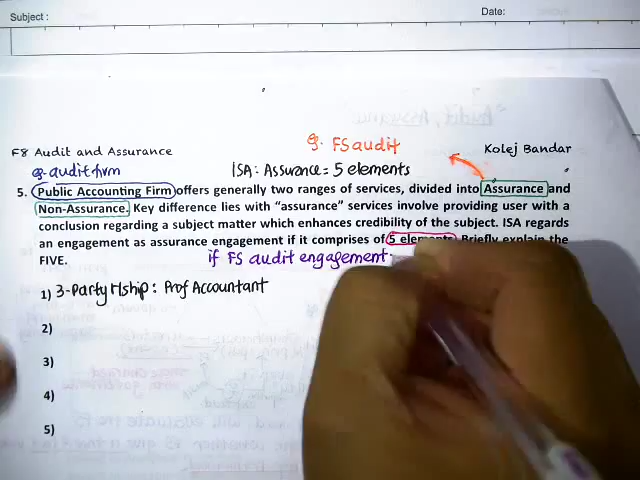 Subject :
Date:
eg. FS audit
F8 Audit and Assurance
Kolej Bandar
eg. audit firm
ISA: Assurance = 5 elements
5. Public Accounting Firm offers generally two ranges of services, divided into Assurance and
Non-Assurance. Key difference lies with "assurance" services involve providing user with a
conclusion regarding a subject matter which enhances credibility of the subject. ISA regards
an engagement as assurance engagement if it comprises of 5 elements. Briefly explain the
FIVE.
if FS audit engagement
1) 3-Party r/ship: Prof Accountant
2)
3)
4)
5)